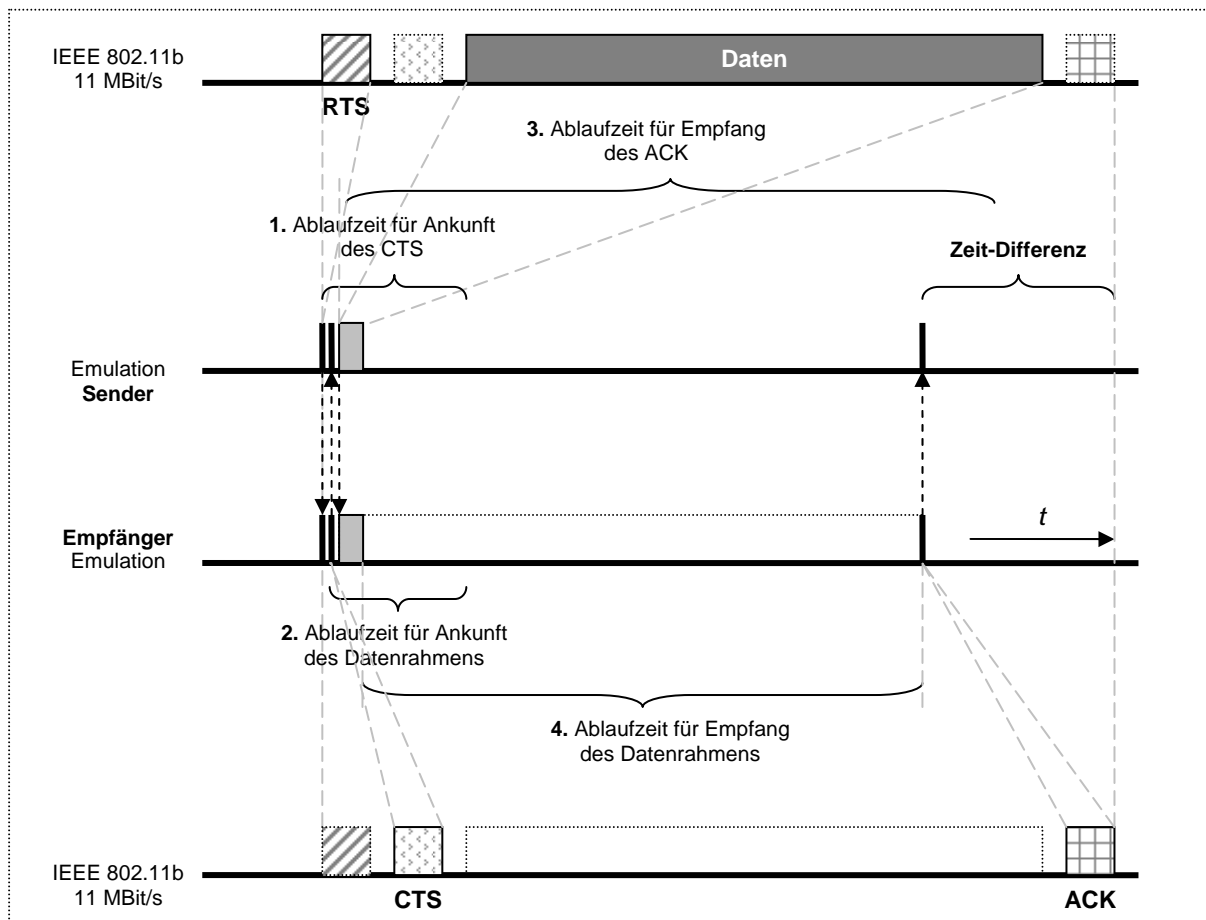 IEEE 802.11b
11 MBit/s
Daten
RTS
3. Ablaufzeit für Empfang
des ACK
1. Ablaufzeit für Ankunft
des CTS
Zeit-Differenz
Emulation
Sender
Empfänger
Emulation
t
2. Ablaufzeit für Ankunft
des Datenrahmens
4. Ablaufzeit für Empfang
des Datenrahmens
IEEE 802.11b
11 MBit/s
CTS
ACK